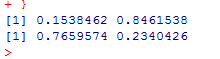 + }
[1] 0.1538462 0.8461538
[1] 0.7659574 0.2340426
>